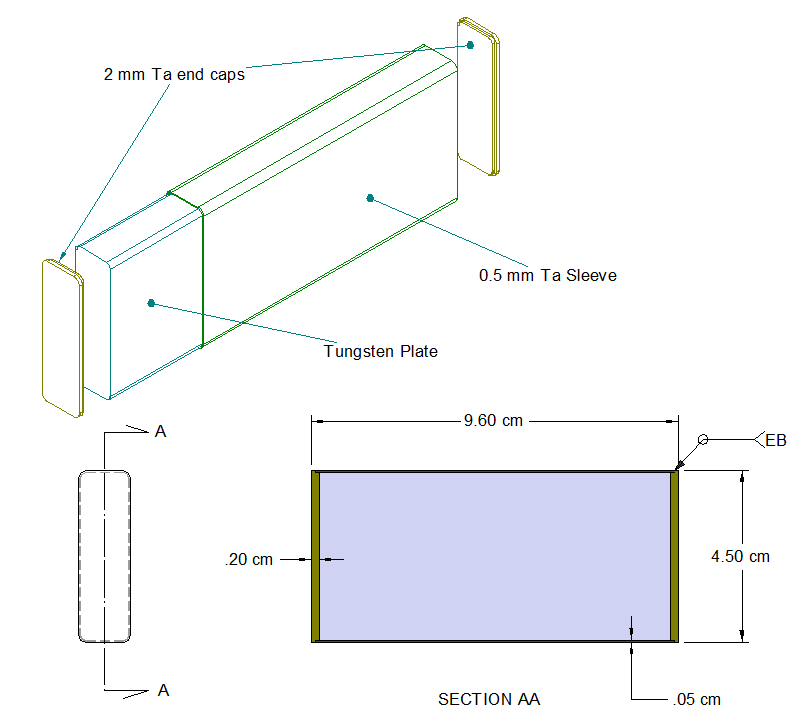 2 mm Ta end caps
0.5 mm Ta Sleeve
Tungsten Plate
A
9.60 cm
EB
.20 cm
4.50 cm
A
SECTION AA
.05 cm